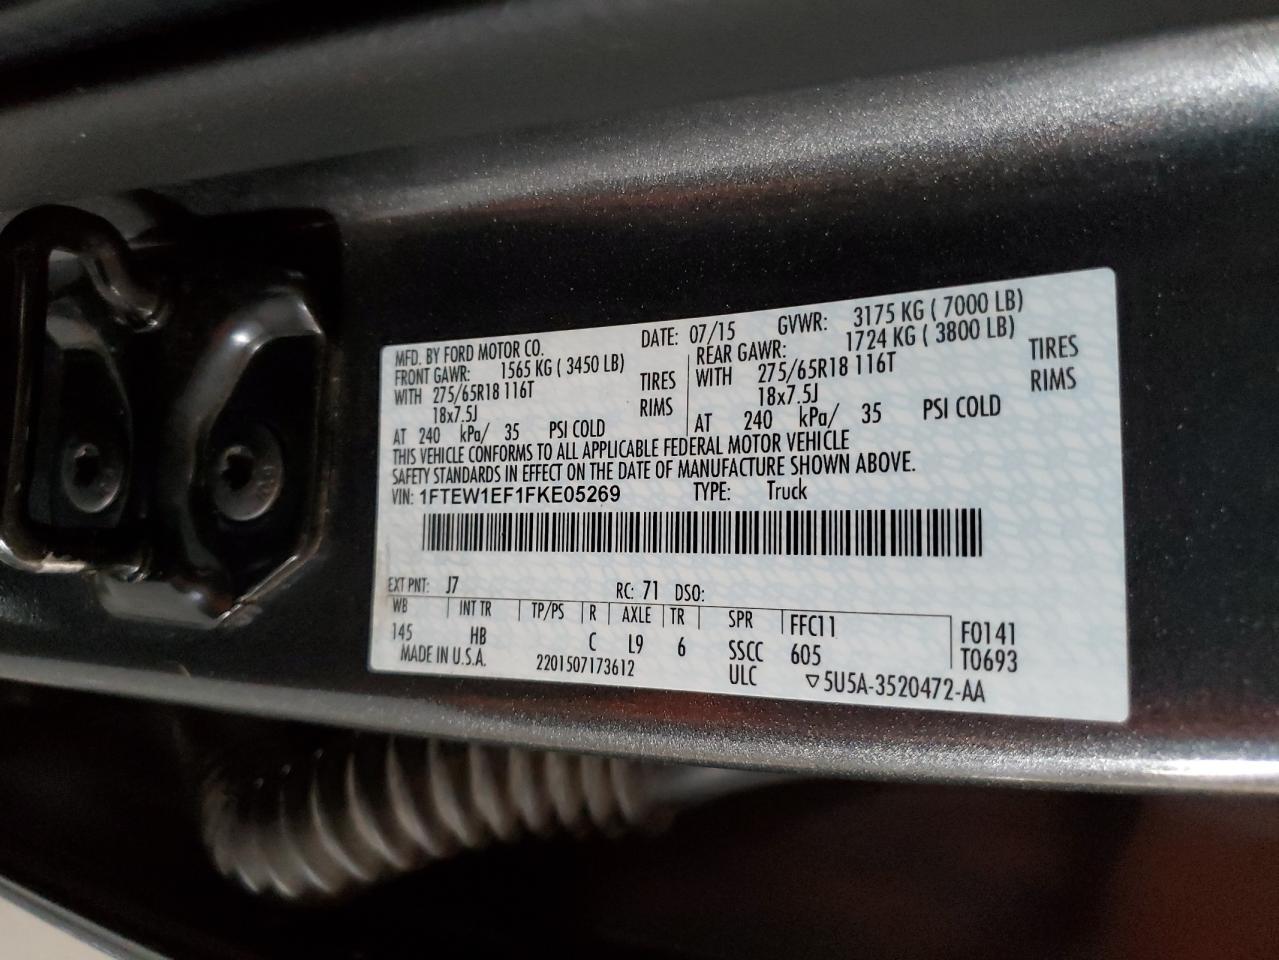 MFD. BY FORD MOTOR CO. DATE: 07/15 GVWR: 3175 KG ( 7000 LB)
FRONT GAWR: 1565 KG ( 3450 LB) REAR GAWR: 1724 KG ( 3800 LB)
WITH 275/65R18 116T TIRES WITH 275/65R18 116T TIRES
18x7.5J RIMS 18x7.5J RIMS
AT 240 kPa/ 35 PSI COLD AT 240 kPa/ 35 PSI COLD
THIS VEHICLE CONFORMS TO ALL APPLICABLE FEDERAL MOTOR VEHICLE
SAFETY STANDARDS IN EFFECT ON THE DATE OF MANUFACTURE SHOWN ABOVE.
VIN: 1FTEW1EF1FKE05269 TYPE: Truck
EXT PNT: J7 RC: 71 DSO:
WB INT TR TP/PS R AXLE TR SPR FFC11 F0141
145 HB C L9 6 SSCC 605 T0693
MADE IN U.S.A. 2201507173612 ULC ▽5U5A-3520472-AA